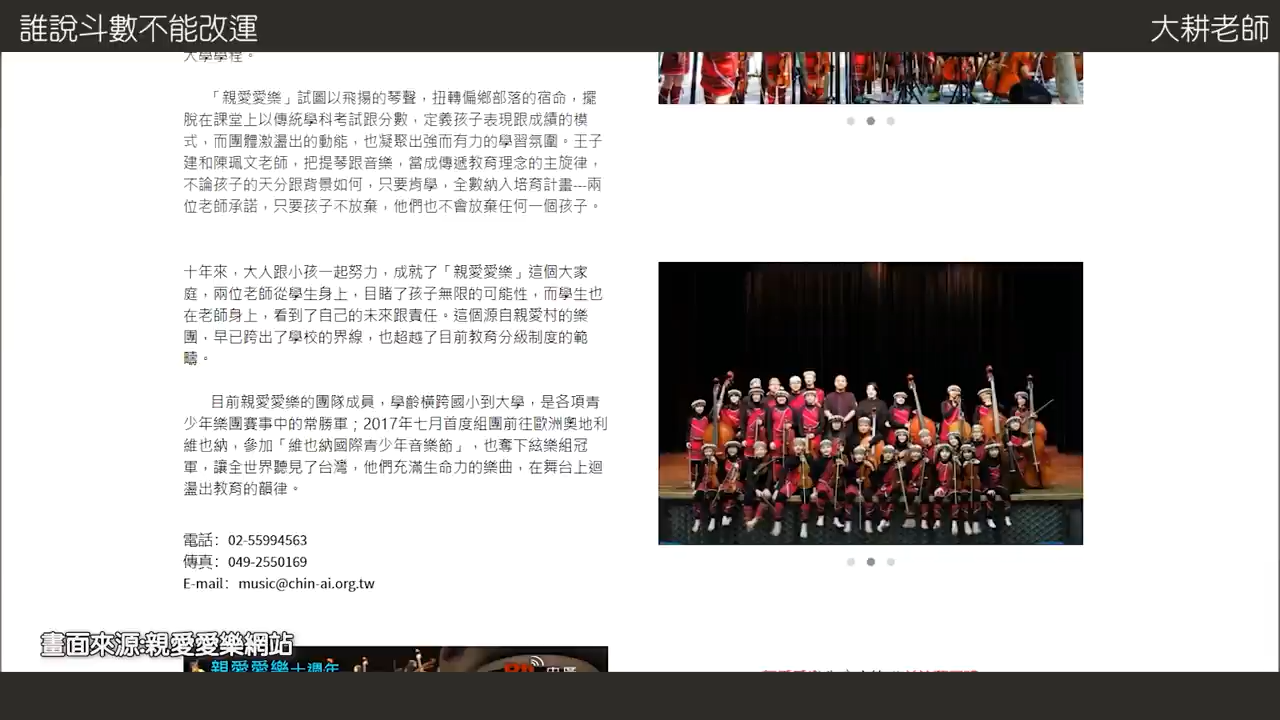 誰說斗數不能改運
大耕老師
大學學程。
「親愛愛樂」試圖以飛揚的琴聲，扭轉偏鄉部落的宿命，擺
脫在課堂上以傳統學科考試跟分數，定義孩子表現跟成績的模
式，而團體激盪出的動能，也凝聚出強而有力的學習氛圍。王子
建和陳珮文老師，把提琴跟音樂，當成傳遞教育理念的主旋律，
不論孩子的天分跟背景如何，只要肯學，全數納入培育計畫---兩
位老師承諾，只要孩子不放棄，他們也不會放棄任何一個孩子。
十年來，大人跟小孩一起努力，成就了「親愛愛樂」這個大家
庭，兩位老師從學生身上，目睹了孩子無限的可能性，而學生也
在老師身上，看到了自己的未來跟責任。這個源自親愛村的樂
團，早已跨出了學校的界線，也超越了目前教育分級制度的範
疇。
目前親愛愛樂的團隊成員，學齡橫跨國小到大學，是各項青
少年樂團賽事中的常勝軍；2017年七月首度組團前往歐洲奧地利
維也納，參加「維也納國際青少年音樂節」，也奪下絃樂組冠
軍，讓全世界聽見了台灣，他們充滿生命力的樂曲，在舞台上迴
盪出教育的韻律。
電話：02-55994563
傳真：049-2550169
E-mail：music@chin-ai.org.tw
畫面來源:親愛愛樂網站
親愛愛樂十週年